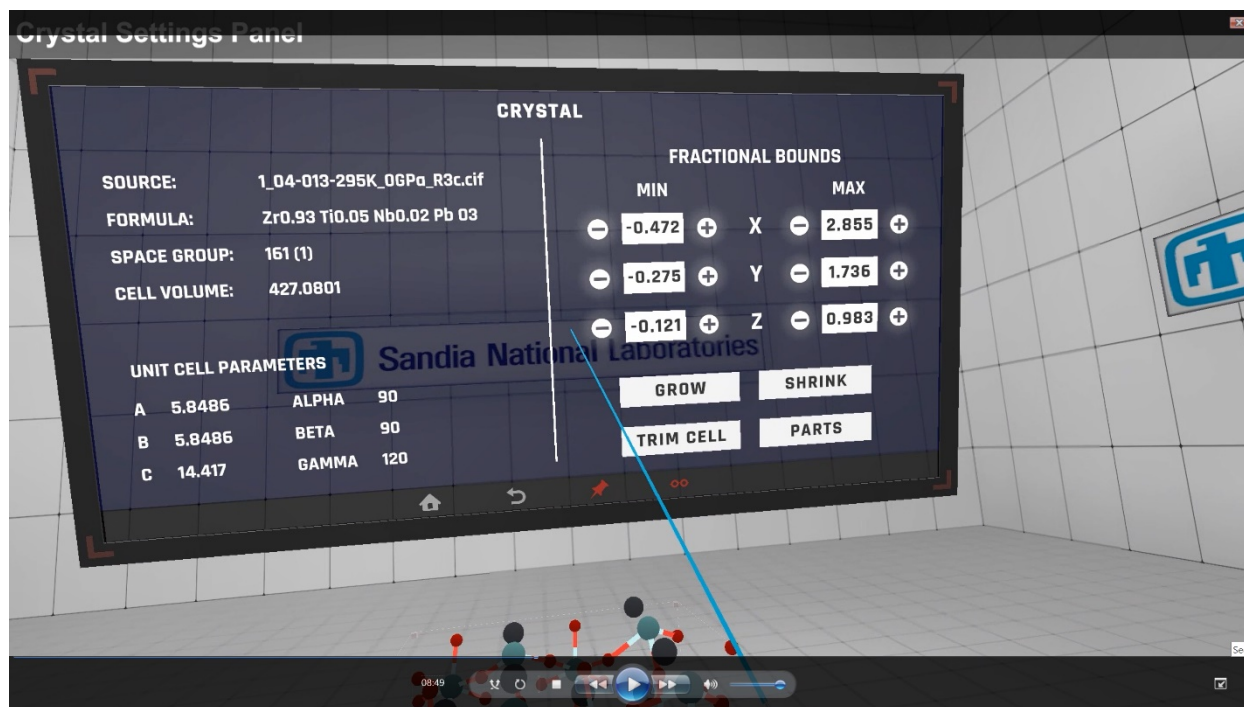 Crystal Settings Panel
CRYSTAL
SOURCE: 1_04-013-295K_0GPa_R3c.cif
FORMULA: Zr0.93 Ti0.05 Nb0.02 Pb O3
SPACE GROUP: 161 (1)
CELL VOLUME: 427.0801
UNIT CELL PARAMETERS
A 5.8486 ALPHA 90
B 5.8486 BETA 90
C 14.417 GAMMA 120
FRACTIONAL BOUNDS
MIN MAX
-0.472 X 2.855
-0.275 Y 1.736
-0.121 Z 0.983
GROW SHRINK
TRIM CELL PARTS
Sandia National Laboratories
08:49
Se